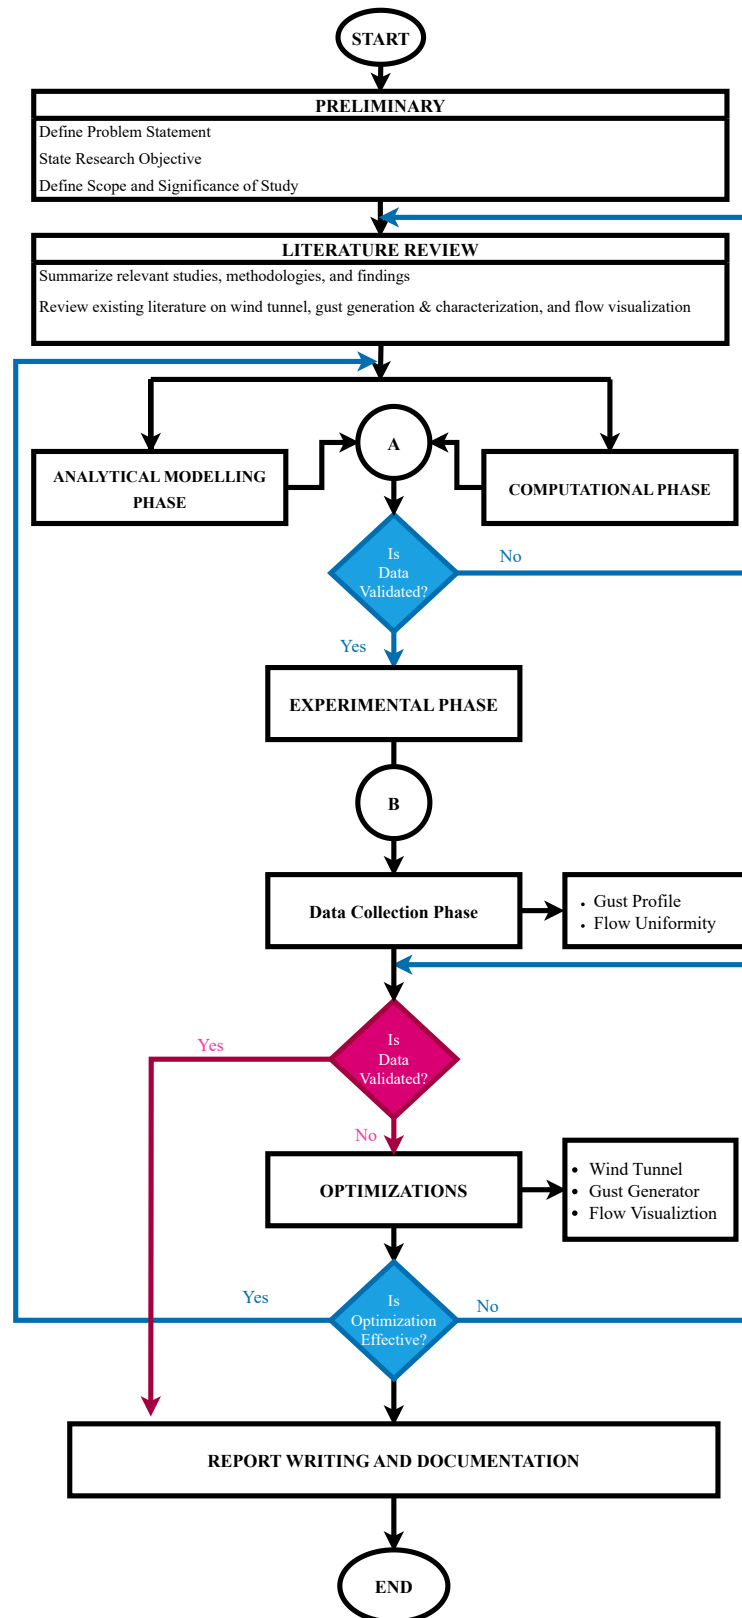 START
PRELIMINARY
Define Problem Statement
State Research Objective
Define Scope and Significance of Study
LITERATURE REVIEW
Summarize relevant studies, methodologies, and findings
Review existing literature on wind tunnel, gust generation & characterization, and flow visualization
A
ANALYTICAL MODELLING
PHASE
COMPUTATIONAL PHASE
Is
Data
Validated?
No
Yes
EXPERIMENTAL PHASE
B
Data Collection Phase
• Gust Profile
• Flow Uniformity
Is
Data
Validated?
Yes
No
OPTIMIZATIONS
• Wind Tunnel
• Gust Generator
• Flow Visualiztion
Is
Optimization
Effective?
Yes
No
REPORT WRITING AND DOCUMENTATION
END